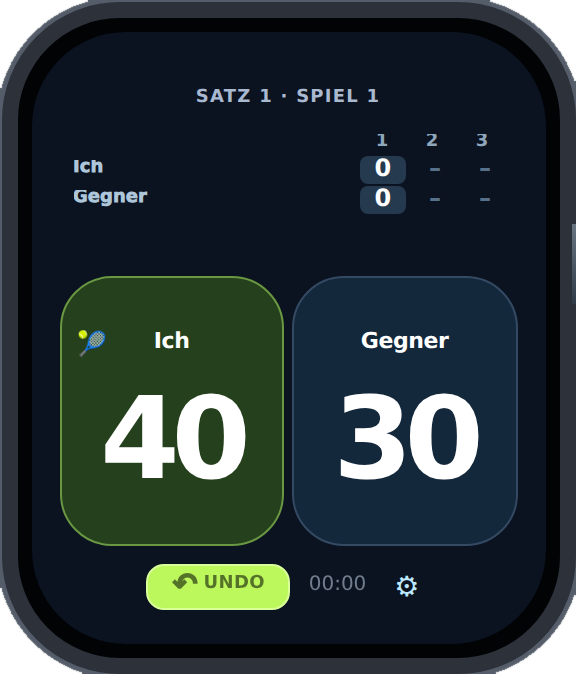 SATZ 1 · SPIEL 1
1 2 3
Ich 0 – –
Gegner 0 – –
Ich Gegner
40 30
↶ UNDO 00:00